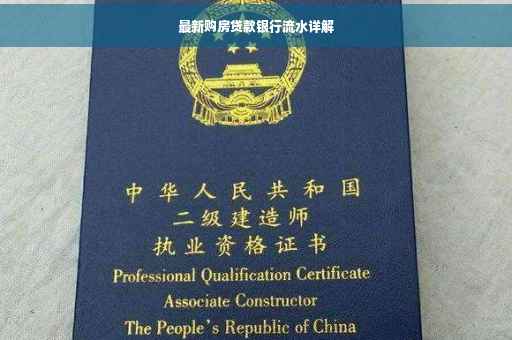 最新购房贷款银行流水详解
中华人民共和国
二级建造师
执业资格证书
Professional Qualification Certificate
Associate Constructor
The People's Republic of China